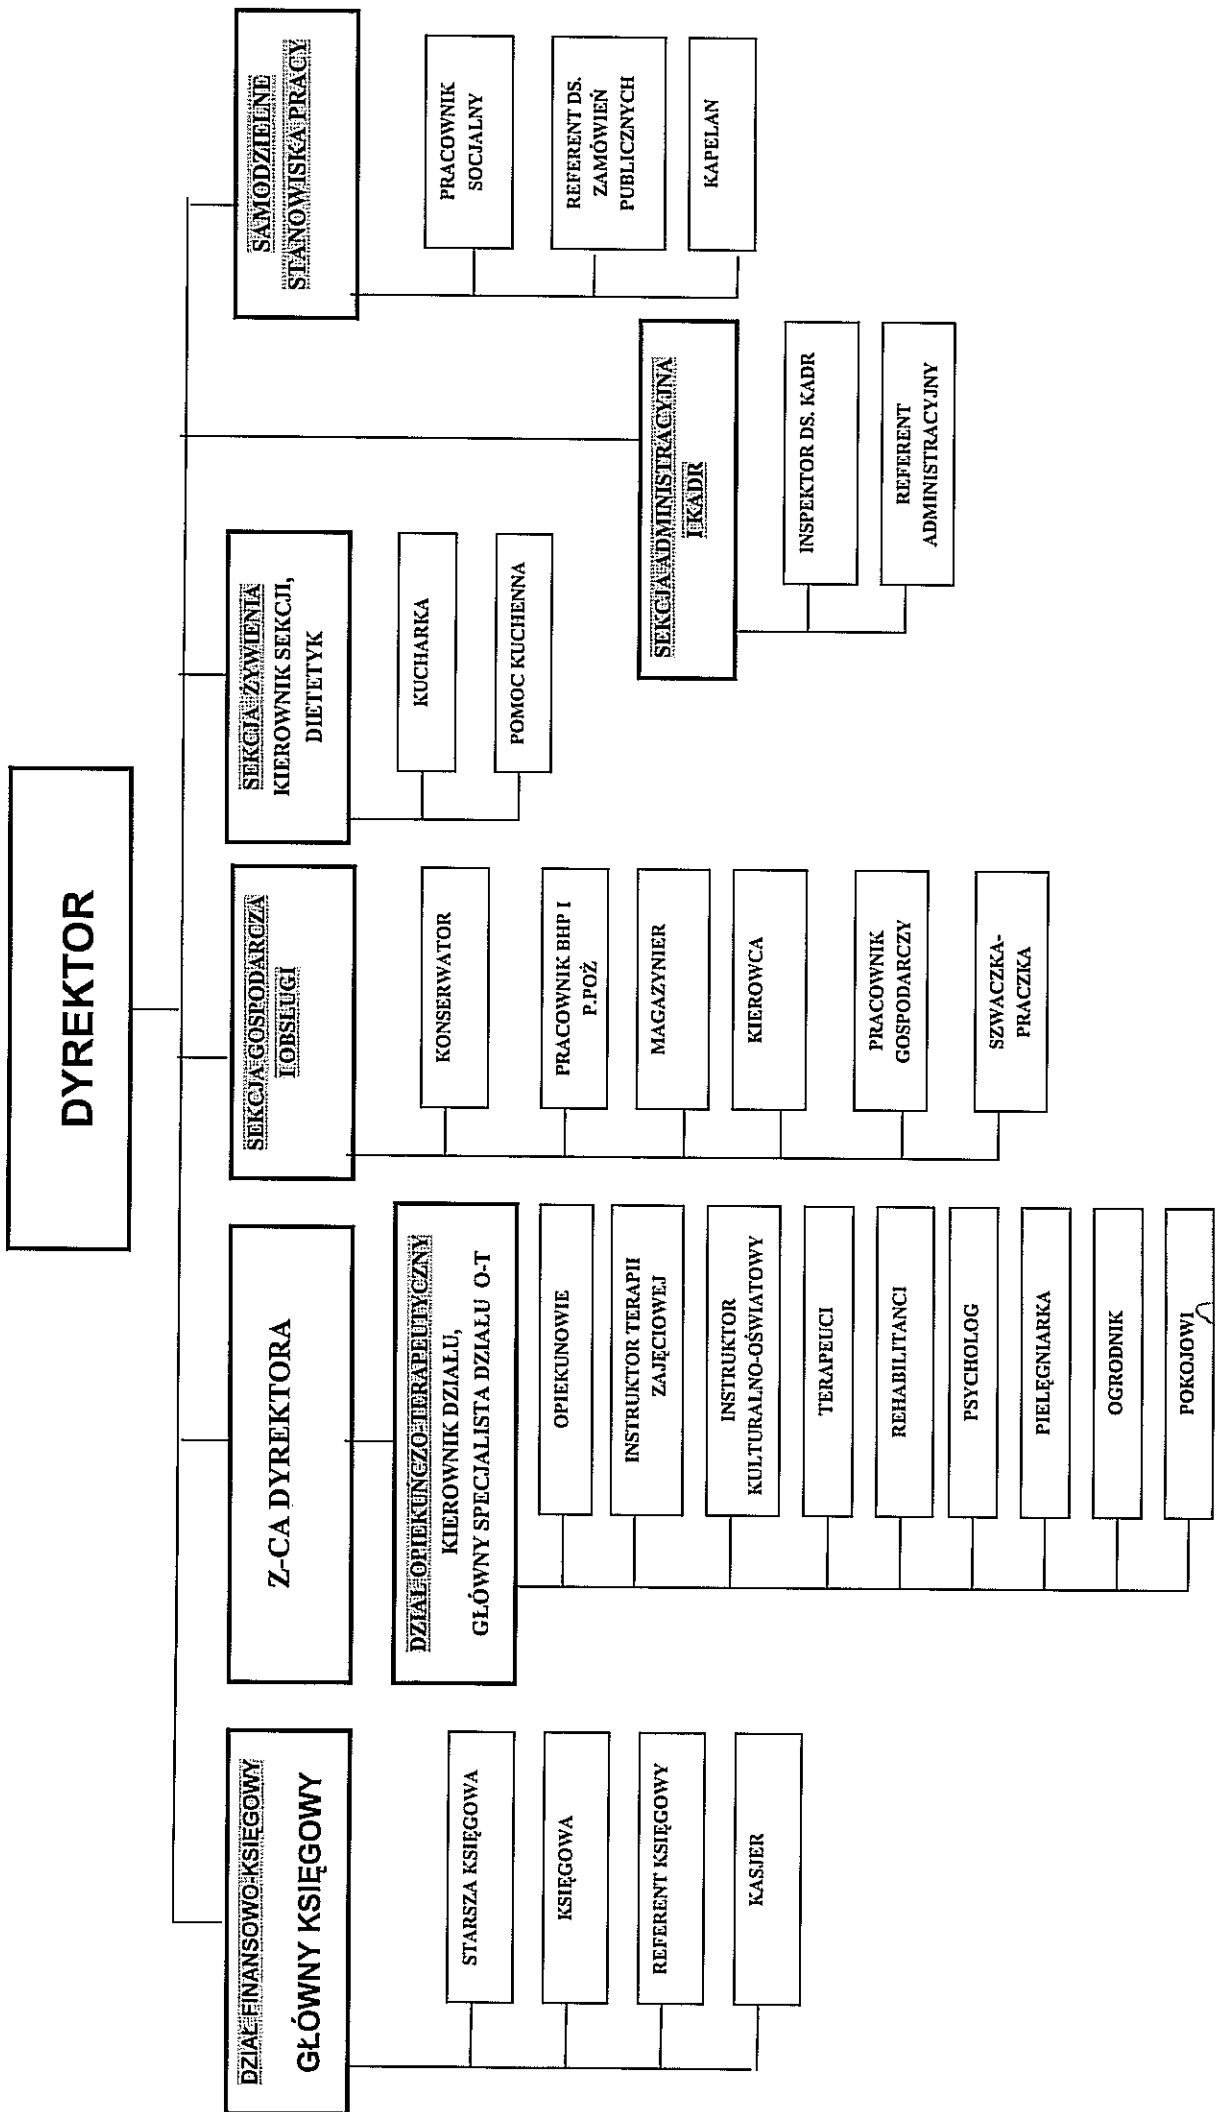 DYREKTOR
DZIAŁ FINANSOWO-KSIĘGOWY
GŁÓWNY KSIĘGOWY
STARSZA KSIĘGOWA
KSIĘGOWA
REFERENT KSIĘGOWY
KASJER
Z-CA DYREKTORA
DZIAŁ OPIEKUŃCZO-TERAPEUTYCZNY
KIEROWNIK DZIAŁU,
GŁÓWNY SPECJALISTA DZIAŁU O-T
OPIEKUNOWIE
INSTRUKTOR TERAPII
ZAJĘCIOWEJ
INSTRUKTOR
KULTURALNO-OŚWIATOWY
TERAPEUCI
REHABILITANCI
PSYCHOLOG
PIELĘGNIARKA
OGRODNIK
POKOJOWI
SEKCJA GOSPODARCZA
I OBSŁUGI
KONSERWATOR
PRACOWNIK BHP I
P.POŻ
MAGAZYNIER
KIEROWCA
PRACOWNIK
GOSPODARCZY
SZWACZKA-
PRACZKA
SEKCJA ŻYWIENIA
KIEROWNIK SEKCJI,
DIETETYK
KUCHARKA
POMOC KUCHENNA
SEKCJA ADMINISTRACYJNA
I KADR
INSPEKTOR DS. KADR
REFERENT
ADMINISTRACYJNY
SAMODZIELNE
STANOWISKA PRACY
PRACOWNIK
SOCJALNY
REFERENT DS.
ZAMÓWIEŃ
PUBLICZNYCH
KAPELAN